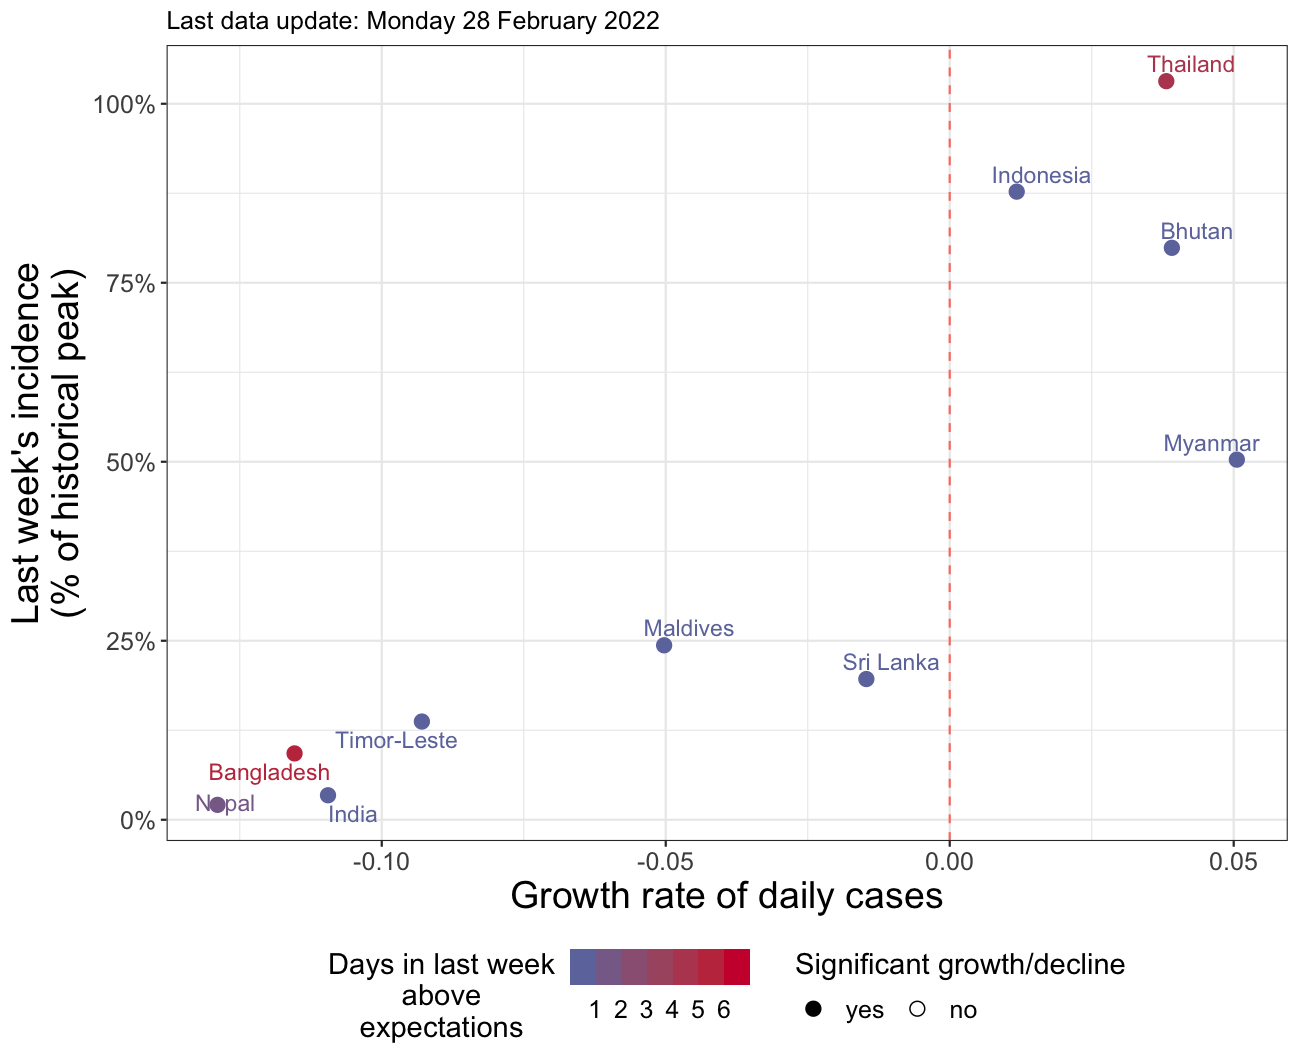 Last data update: Monday 28 February 2022
Thailand
100%
Indonesia
Bhutan
75%
Last week's incidence
(% of historical peak)
Myanmar
50%
Maldives
25%
Sri Lanka
Timor-Leste
Bangladesh
Nepal
India
0%
-0.10 -0.05 0.00 0.05
Growth rate of daily cases
Days in last week
above
expectations
1 2 3 4 5 6
Significant growth/decline
yes no